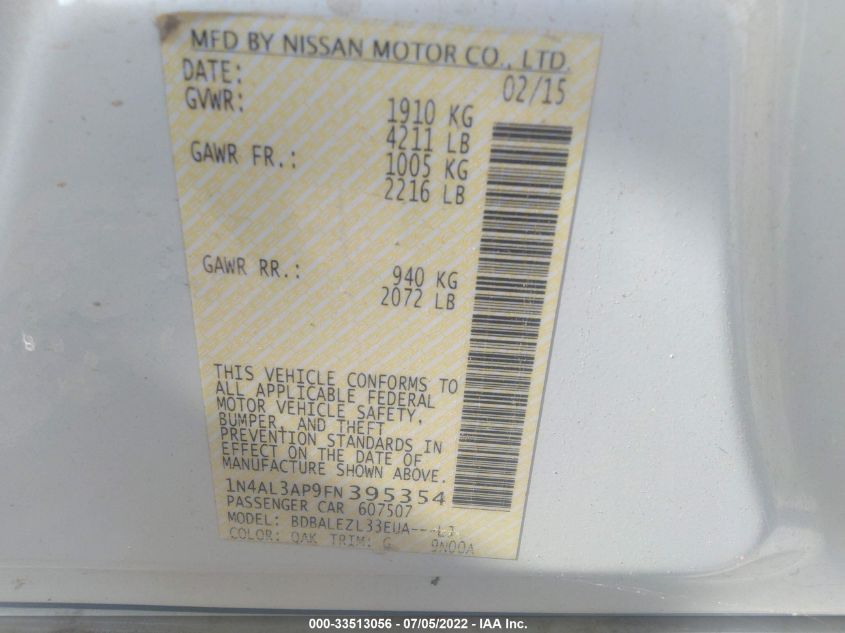 MFD BY NISSAN MOTOR CO., LTD.
DATE: 02/15
GVWR: 1910 KG
4211 LB
GAWR FR.: 1005 KG
2216 LB
GAWR RR.: 940 KG
2072 LB
THIS VEHICLE CONFORMS TO
ALL APPLICABLE FEDERAL
MOTOR VEHICLE SAFETY,
BUMPER, AND THEFT
PREVENTION STANDARDS IN
EFFECT ON THE DATE OF
MANUFACTURE SHOWN ABOVE.
1N4AL3AP9FN395354
PASSENGER CAR 607507
MODEL: BDBALEZL33EUA---LJ
COLOR: QAK TRIM: G 9N00A
000-33513056 - 07/05/2022 - IAA Inc.